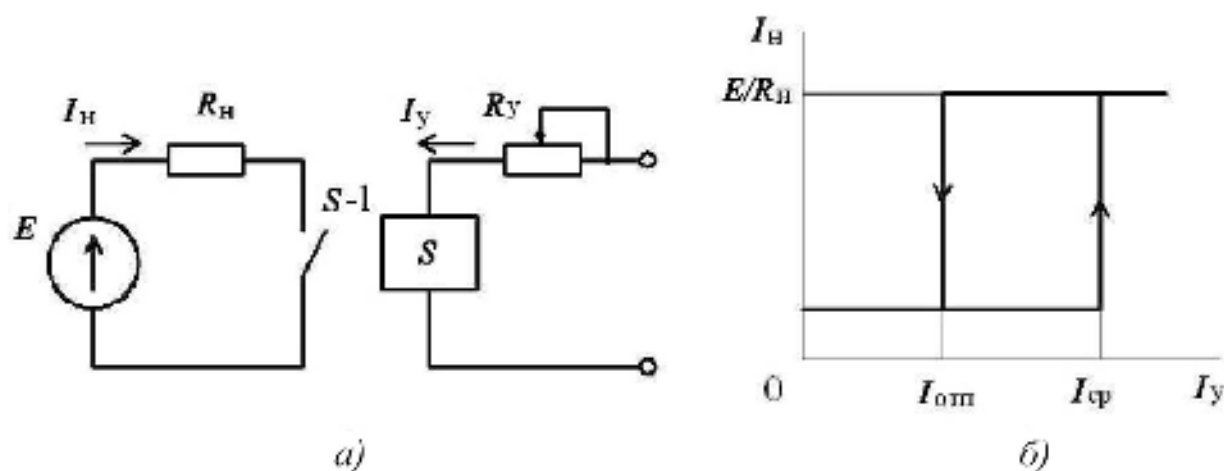 Iн
Rн
E
S-1
Iу
Rу
S
а)
Iн
E/Rн
0
Iотп
Iср
Iу
б)